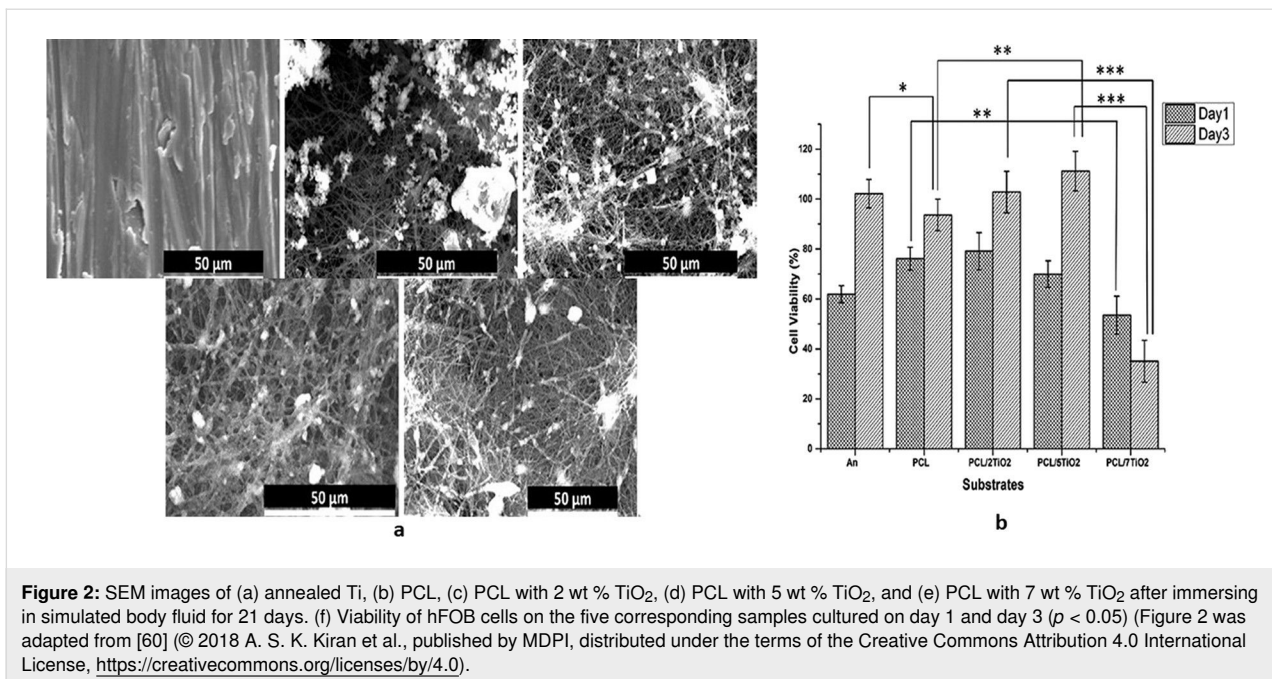 50 µm
50 µm
50 µm
50 µm
50 µm
a
**
***
*
***
**
Day1
Day3
Cell Viability (%)
120
100
80
60
40
20
0
An
PCL
PCL/2TiO2
PCL/5TiO2
PCL/7TiO2
Substrates
b
Figure 2: SEM images of (a) annealed Ti, (b) PCL, (c) PCL with 2 wt % TiO₂, (d) PCL with 5 wt % TiO₂, and (e) PCL with 7 wt % TiO₂ after immersing
in simulated body fluid for 21 days. (f) Viability of hFOB cells on the five corresponding samples cultured on day 1 and day 3 (p < 0.05) (Figure 2 was
adapted from [60] (© 2018 A. S. K. Kiran et al., published by MDPI, distributed under the terms of the Creative Commons Attribution 4.0 International
License, https://creativecommons.org/licenses/by/4.0).